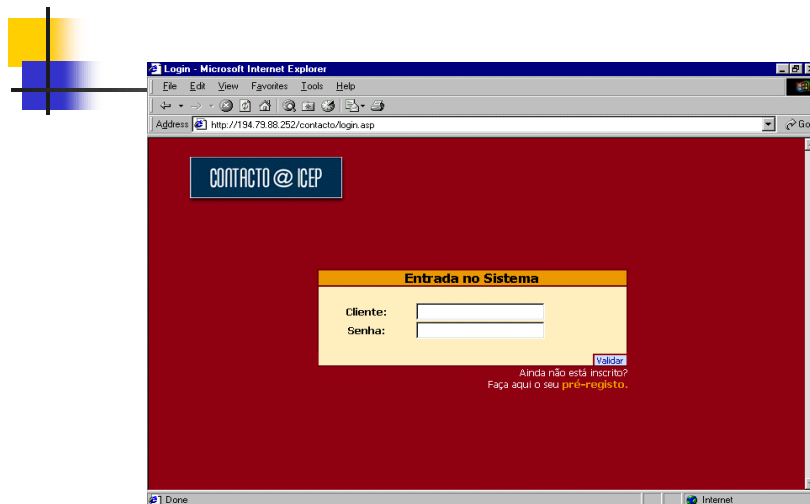 Login - Microsoft Internet Explorer
File Edit View Favorites Tools Help
Address http://194.79.88.252/contacto/login.asp Go
CONTACTO @ ICEP
Entrada no Sistema
Cliente:
Senha:
Validar
Ainda não está inscrito?
Faça aqui o seu pré-registo.
Done Internet